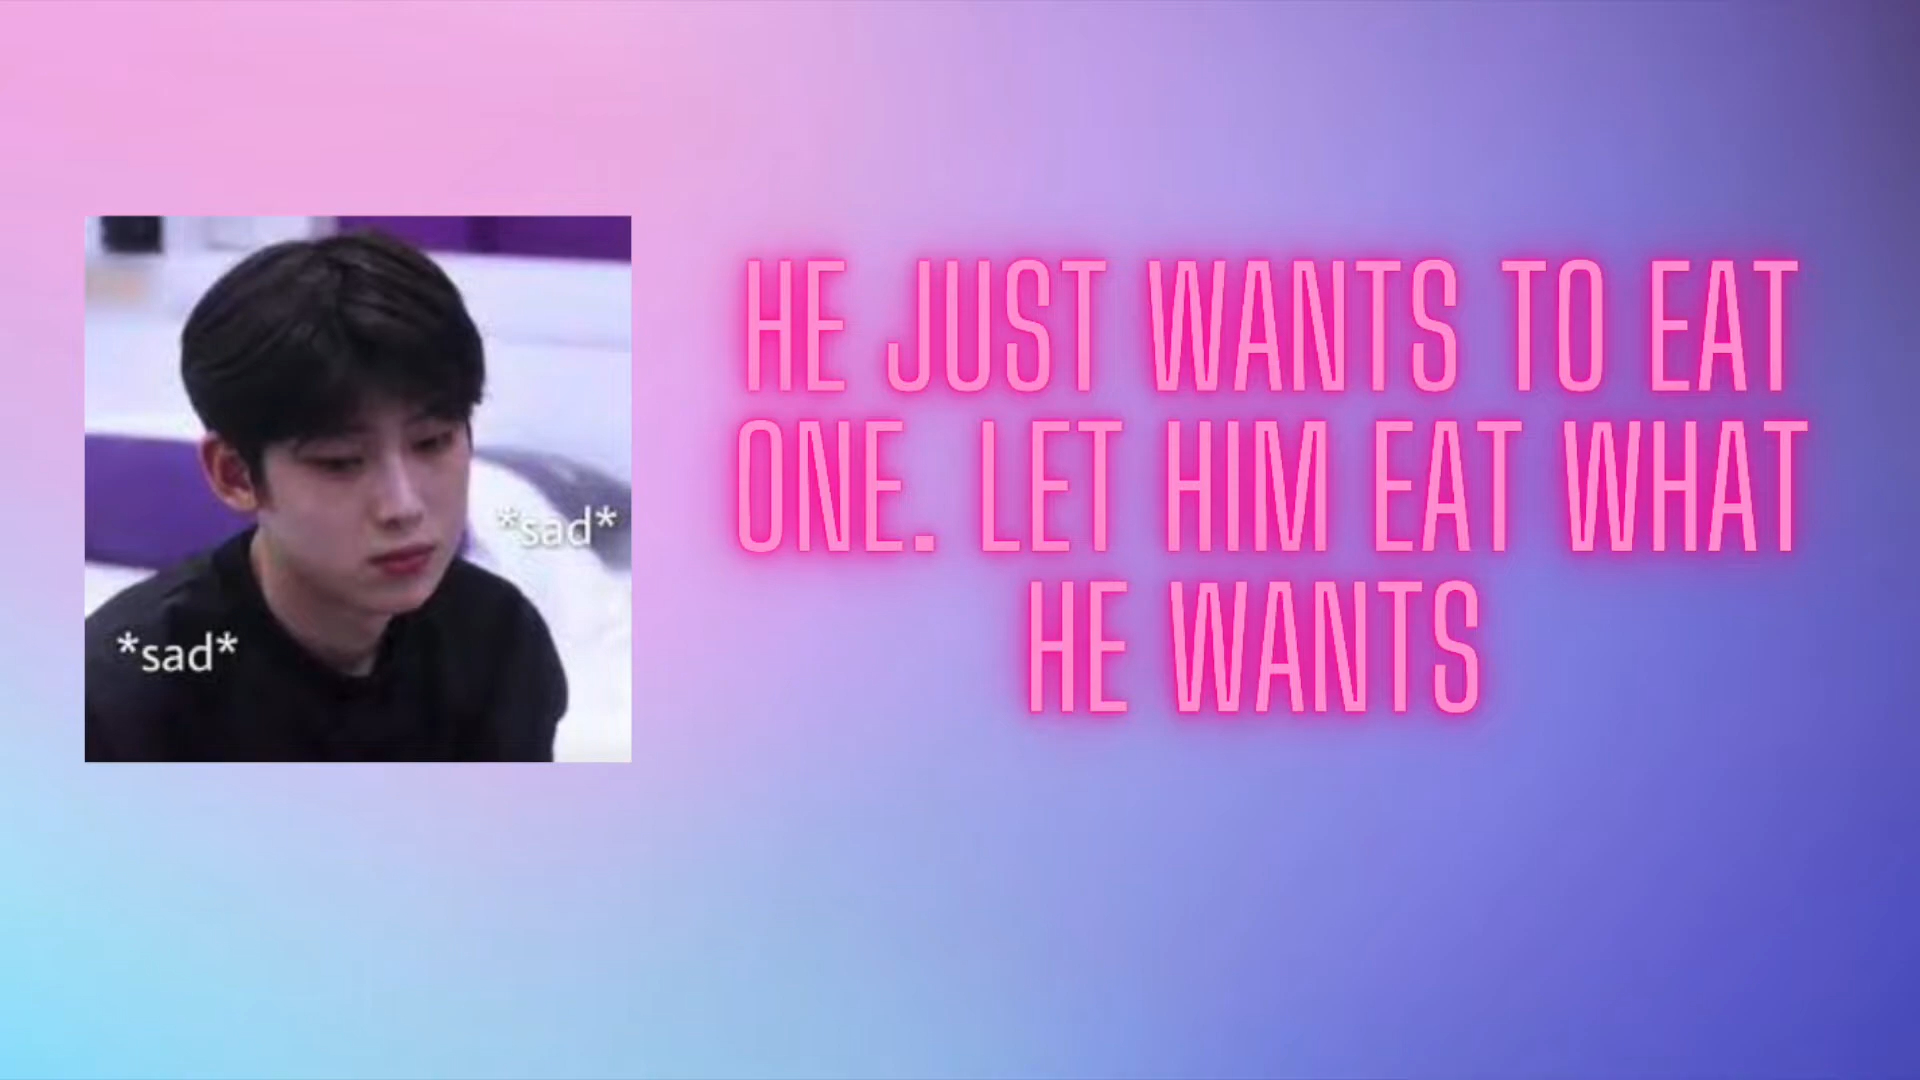 *sad*
*sad*
HE JUST WANTS TO EAT
ONE. LET HIM EAT WHAT
HE WANTS